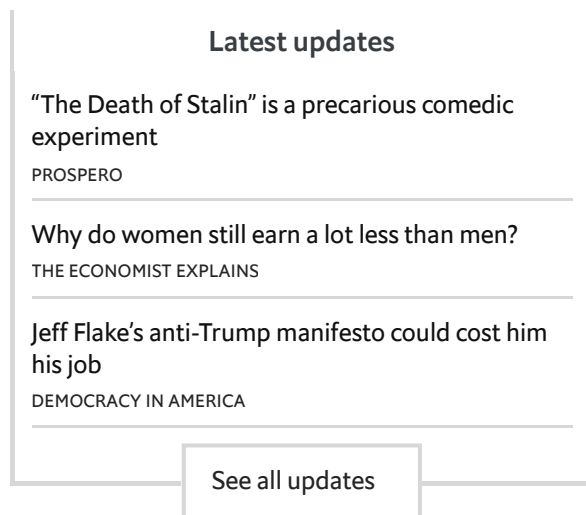 Latest updates
“The Death of Stalin” is a precarious comedic
experiment
PROSPERO
Why do women still earn a lot less than men?
THE ECONOMIST EXPLAINS
Jeff Flake’s anti-Trump manifesto could cost him
his job
DEMOCRACY IN AMERICA
See all updates